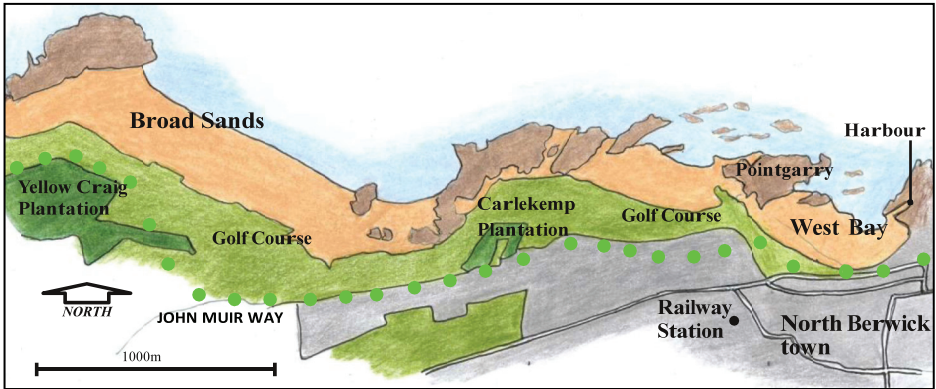 Broad Sands
Harbour
Pointgarry
Yellow Craig
Plantation
Carlekemp
Plantation
Golf Course
West Bay
Golf Course
NORTH
JOHN MUIR WAY
Railway
Station
North Berwick
town
1000m